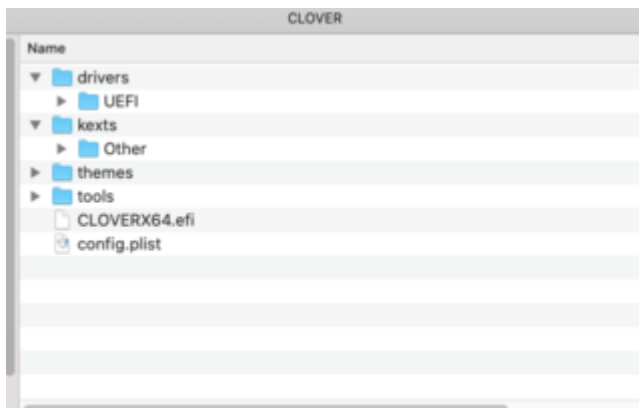 CLOVER
Name
drivers
UEFI
kexts
Other
themes
tools
CLOVERX64.efi
config.plist